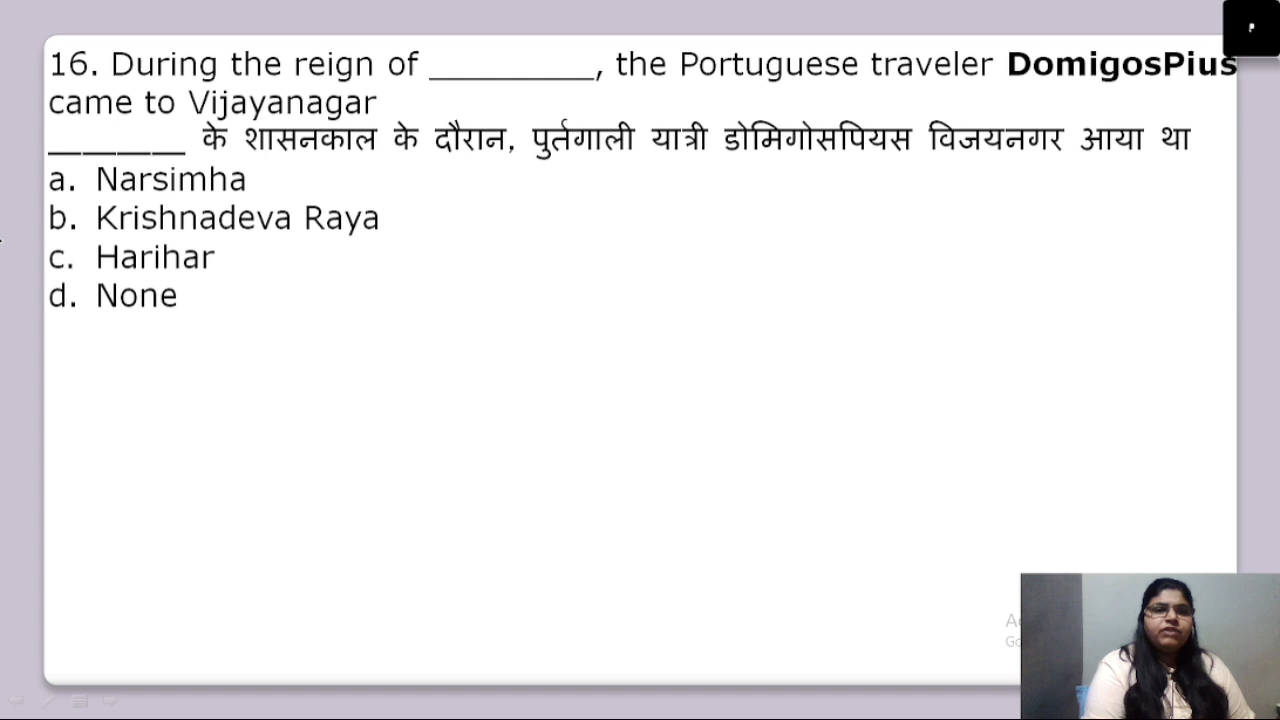 16. During the reign of __________, the Portuguese traveler DomigosPius
came to Vijayanagar
________ के शासनकाल के दौरान, पुर्तगाली यात्री डोमिगोसपियस विजयनगर आया था
a. Narsimha
b. Krishnadeva Raya
c. Harihar
d. None